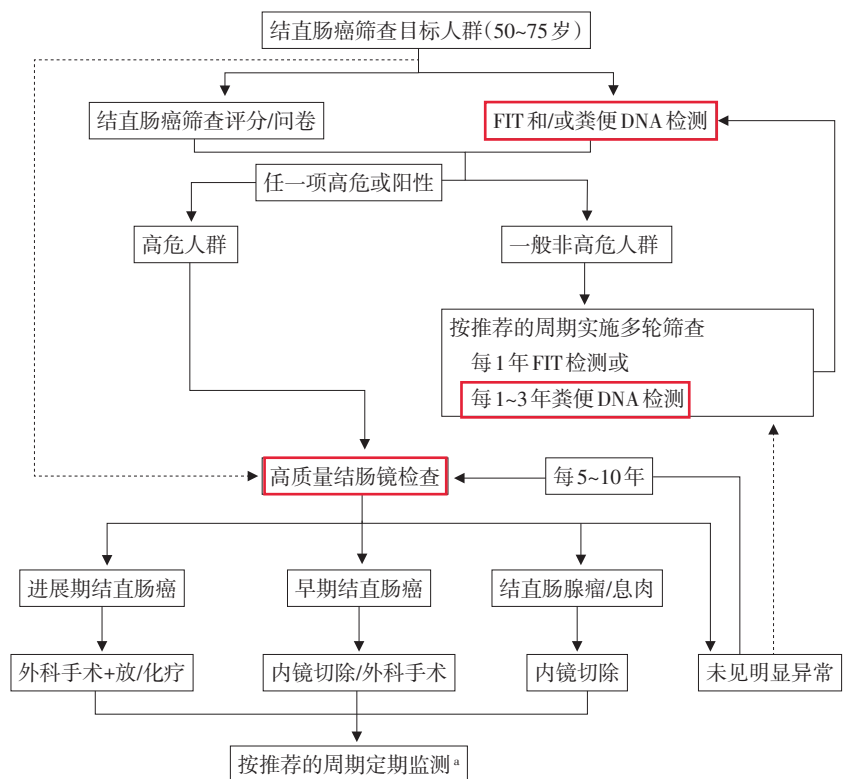 结直肠癌筛查目标人群(50~75岁)
结直肠癌筛查评分/问卷
FIT和/或粪便DNA检测
任一项高危或阳性
高危人群
一般非高危人群
按推荐的周期实施多轮筛查
每1年FIT检测或
每1~3年粪便DNA检测
高质量结肠镜检查
每5~10年
进展期结直肠癌
早期结直肠癌
结直肠腺瘤/息肉
外科手术+放/化疗
内镜切除/外科手术
内镜切除
未见明显异常
按推荐的周期定期监测ᵃ